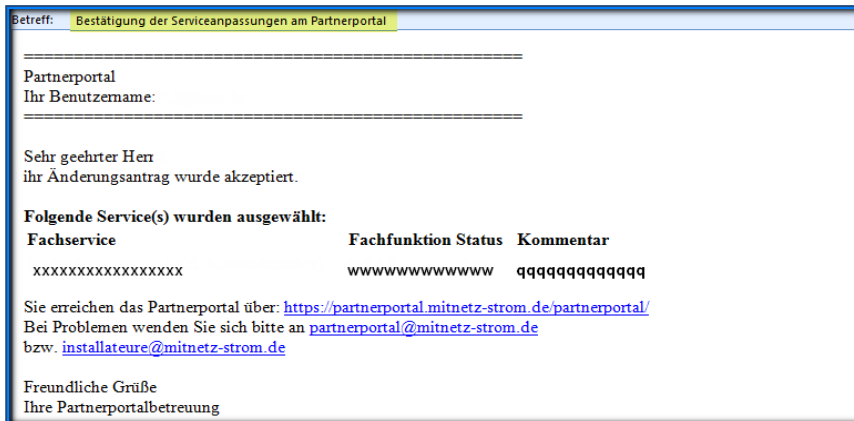 Betreff: Bestätigung der Serviceanpassungen am Partnerportal
==================================================
Partnerportal
Ihr Benutzername:
==================================================
Sehr geehrter Herr
ihr Änderungsantrag wurde akzeptiert.
Folgende Service(s) wurden ausgewählt:
Fachservice Fachfunktion Status Kommentar
xxxxxxxxxxxxxxxxx wwwwwwwwwwwww qqqqqqqqqqqqq
Sie erreichen das Partnerportal über: https://partnerportal.mitnetz-strom.de/partnerportal/
Bei Problemen wenden Sie sich bitte an partnerportal@mitnetz-strom.de
bzw. installateure@mitnetz-strom.de
Freundliche Grüße
Ihre Partnerportalbetreuung